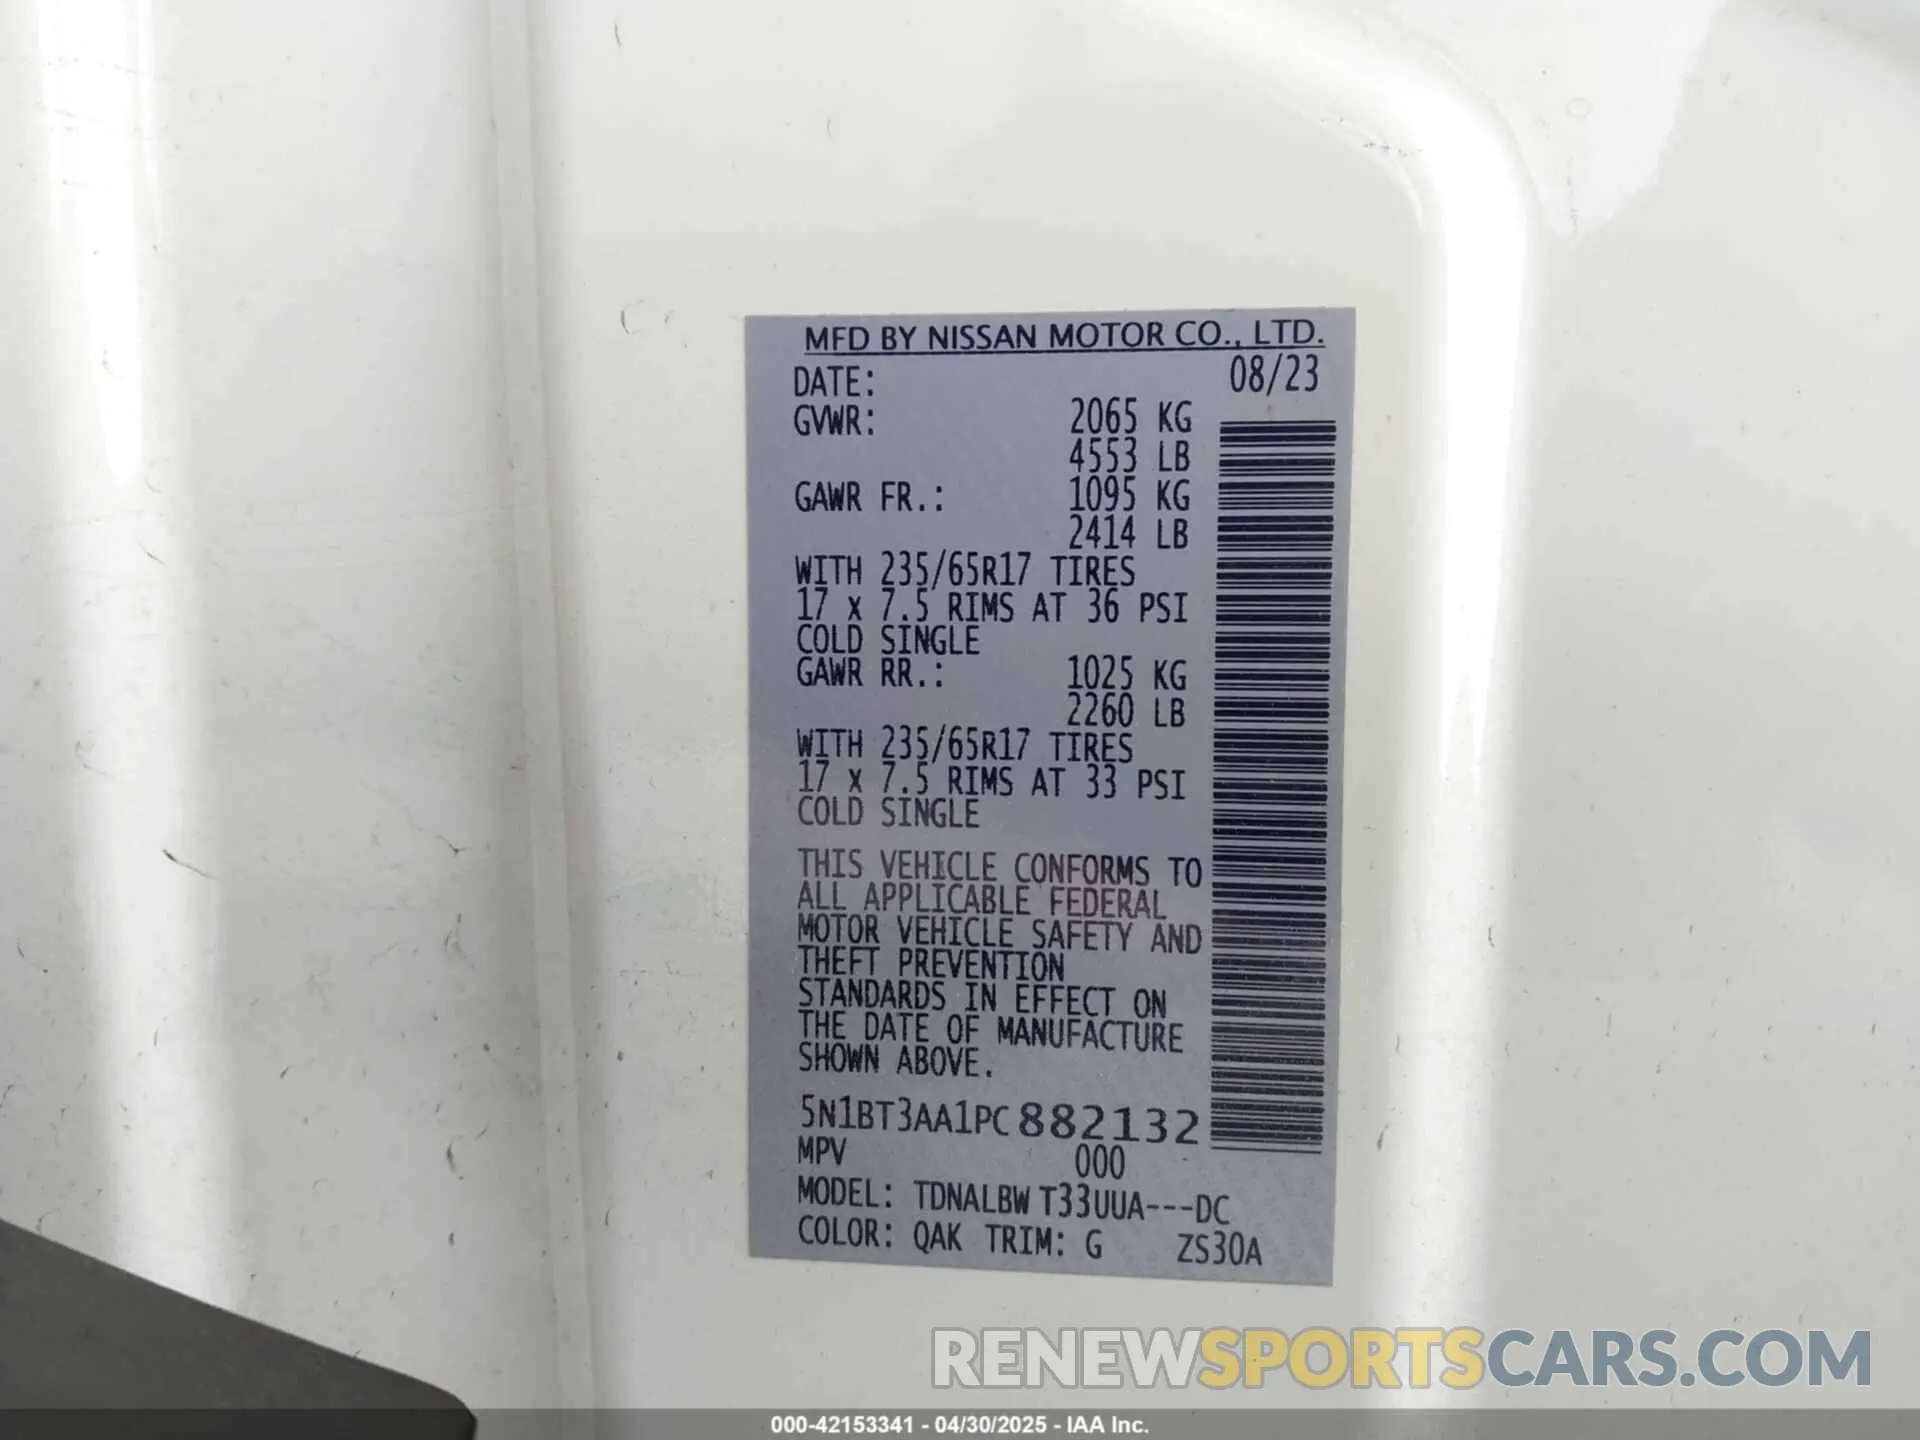 MFD BY NISSAN MOTOR CO., LTD.
DATE: 08/23
GVWR: 2065 KG
4553 LB
GAWR FR.: 1095 KG
2414 LB
WITH 235/65R17 TIRES
17 x 7.5 RIMS AT 36 PSI
COLD SINGLE
GAWR RR.: 1025 KG
2260 LB
WITH 235/65R17 TIRES
17 x 7.5 RIMS AT 33 PSI
COLD SINGLE
THIS VEHICLE CONFORMS TO
ALL APPLICABLE FEDERAL
MOTOR VEHICLE SAFETY AND
THEFT PREVENTION
STANDARDS IN EFFECT ON
THE DATE OF MANUFACTURE
SHOWN ABOVE.
5N1BT3AA1PC882132
MPV 000
MODEL: TDNALBW T33UUA---DC
COLOR: QAK TRIM: G ZS30A
RENEWSPORTSCARS.COM
000-42153341 - 04/30/2025 - IAA Inc.